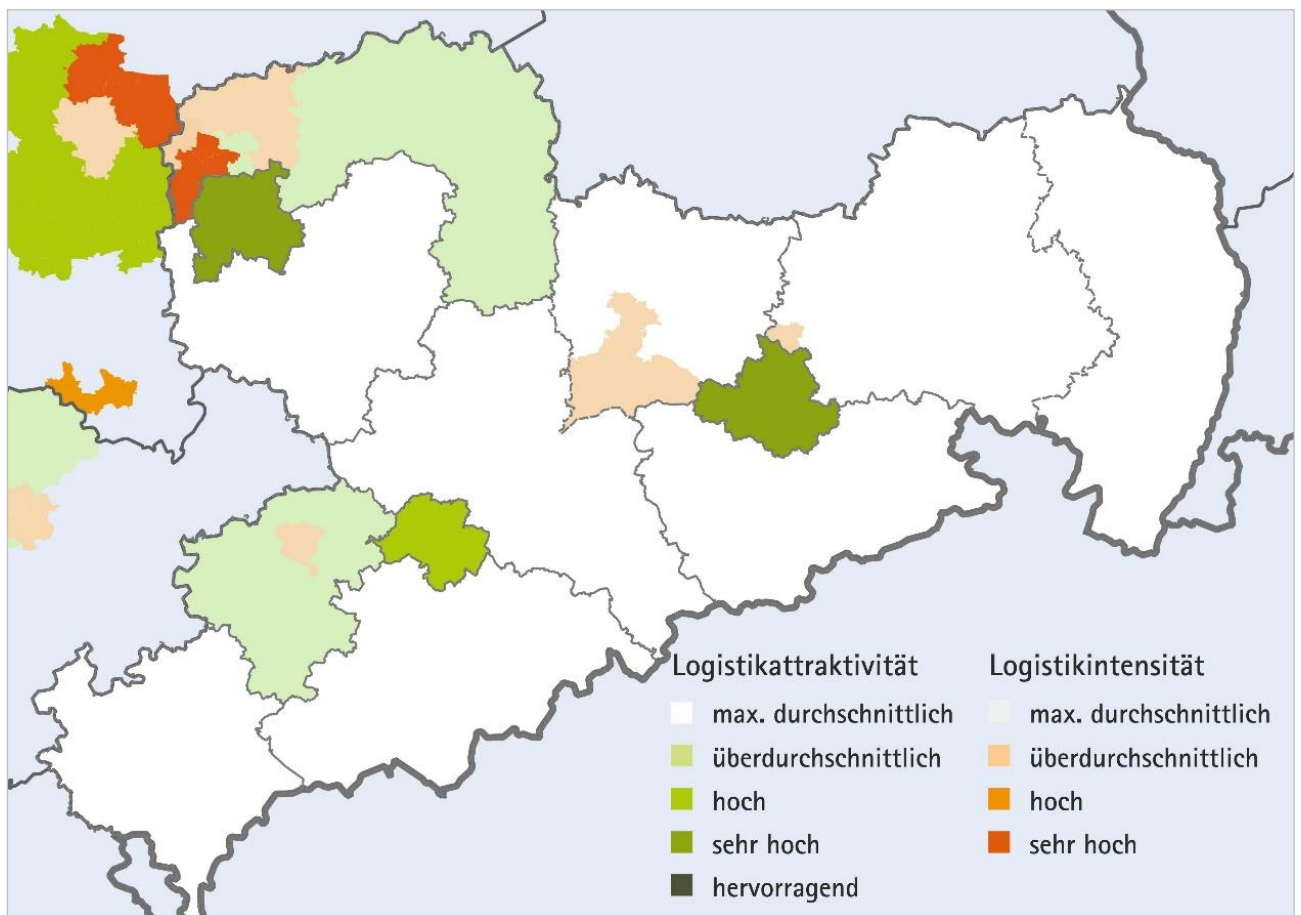 Logistikattraktivität
max. durchschnittlich
überdurchschnittlich
hoch
sehr hoch
hervorragend
Logistikintensität
max. durchschnittlich
überdurchschnittlich
hoch
sehr hoch